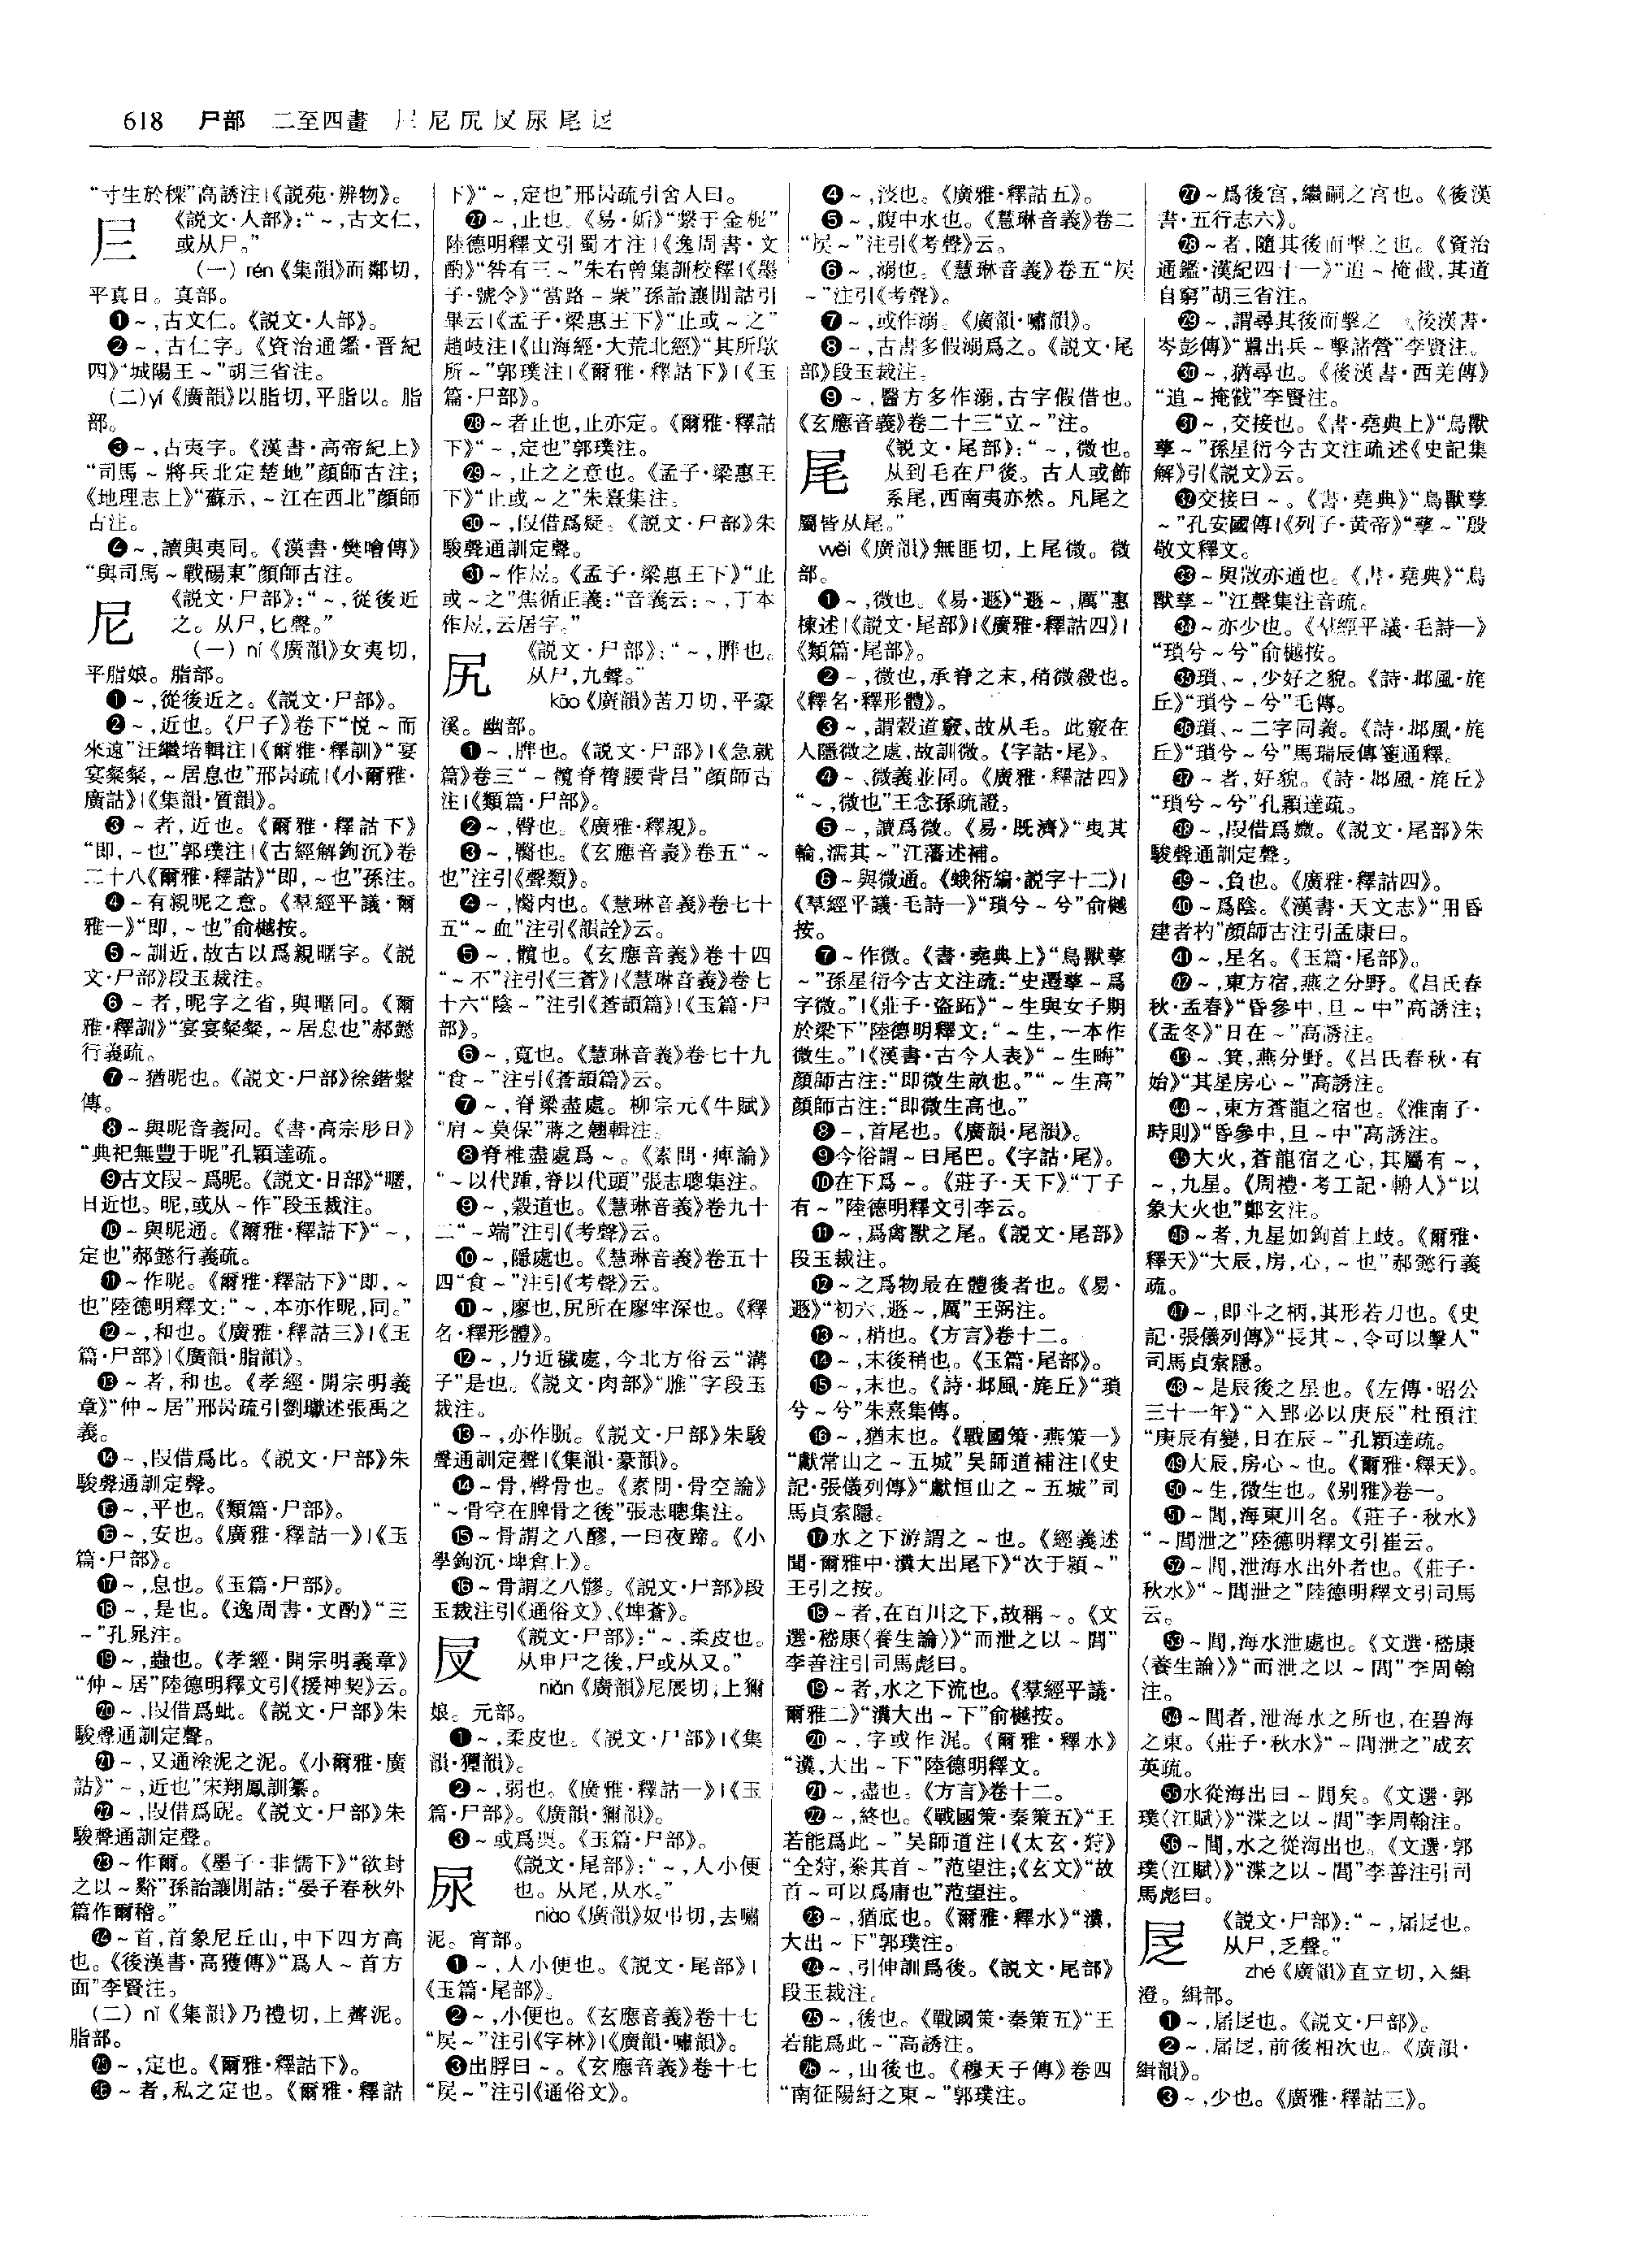 618 尸部 二至四畫 𡰥尼尻𡰫尿尾𡰪
“寸生於稞”高誘注|《説苑·辨物》。
𡰥
《説文·人部》：“～，古文仁，
或从尸。”
(一) rén《集韻》而鄰切，
平真日。真部。
❶～，古文仁。《説文·人部》。
❷～，古仁字。《資治通鑑·晋紀
四》“城陽王～”胡三省注。
(二)yí《廣韻》以脂切，平脂以。脂
部。
❸～，古夷字。《漢書·高帝紀上》
“司馬～將兵北定楚地”顔師古注；
《地理志上》“蘇示，～江在西北”顔師
古注。
❹～，讀與夷同。《漢書·樊噲傳》
“與司馬～戰碭東”顔師古注。
尼
《説文·尸部》：“～，從後近
之。从尸，匕聲。”
(一) ní《廣韻》女夷切，
平脂娘。脂部。
❶～，從後近之。《説文·尸部》。
❷～，近也。《尸子》卷下“悦～而
來遠”汪繼培輯注|《爾雅·釋訓》“宴
宴粲粲，～居息也”邢昺疏|《小爾雅·
廣詁》|《集韻·質韻》。
❸～者，近也。《爾雅·釋詁下》
“即，～也”郭璞注|《古經解鉤沉》卷
二十八《爾雅·釋詁》“即，～也”孫注。
❹～有親昵之意。《羣經平議·爾
雅一》“即，～也”俞樾按。
❺～訓近，故古以爲親暱字。《説
文·尸部》段玉裁注。
❻～者，昵字之省，與暱同。《爾
雅·釋訓》“宴宴粲粲，～居息也”郝懿
行義疏。
❼～猶昵也。《説文·尸部》徐鍇繫
傳。
❽～與昵音義同。《書·高宗肜日》
“典祀無豐于昵”孔穎達疏。
❾古文叚～爲昵。《説文·日部》“暱，
日近也。昵，或从～作”段玉裁注。
❿～與昵通。《爾雅·釋詁下》“～，
定也”郝懿行義疏。
⓫～作昵。《爾雅·釋詁下》“即，～
也”陸德明釋文：“～，本亦作昵，同。”
⓬～，和也。《廣雅·釋詁三》|《玉
篇·尸部》|《廣韻·脂韻》。
⓭～者，和也。《孝經·開宗明義
章》“仲～居”邢昺疏引劉瓛述張禹之
義。
⓮～，叚借爲比。《説文·尸部》朱
駿聲通訓定聲。
⓯～，平也。《類篇·尸部》。
⓰～，安也。《廣雅·釋詁一》|《玉
篇·尸部》。
⓱～，息也。《玉篇·尸部》。
⓲～，是也。《逸周書·文酌》“三
～”孔晁注。
⓳～，蟲也。《孝經·開宗明義章》
“仲～居”陸德明釋文引《援神契》云。
⓴～，叚借爲蚍。《説文·尸部》朱
駿聲通訓定聲。
㉑～，又通塗泥之泥。《小爾雅·廣
詁》“～，近也”宋翔鳳訓纂。
㉒～，叚借爲𡰱。《説文·尸部》朱
駿聲通訓定聲。
㉓～作爾。《墨子·非儒下》“欲封
之以～谿”孫詒讓閒詁：“晏子春秋外
篇作爾稽。”
㉔～首，首象尼丘山，中下四方高
也。《後漢書·高獲傳》“爲人～首方
面”李賢注。
(二) nǐ《集韻》乃禮切，上薺泥。
脂部。
㉕～，定也。《爾雅·釋詁下》。
㉖～者，私之定也。《爾雅·釋詁
下》“～，定也”邢昺疏引舍人曰。
㉗～，止也。《易·姤》“繫于金柅”
陸德明釋文引蜀才注|《逸周書·文
酌》“咎有三～”朱右曾集訓校釋|《墨
子·號令》“當路～衆”孫詒讓閒詁引
畢云|《孟子·梁惠王下》“止或～之”
趙岐注|《山海經·大荒北經》“其所歍
所～”郭璞注|《爾雅·釋詁下》|《玉
篇·尸部》。
㉘～者止也，止亦定。《爾雅·釋詁
下》“～，定也”郭璞注。
㉙～，止之之意也。《孟子·梁惠王
下》“止或～之”朱熹集注。
㉚～，叚借爲疑。《説文·尸部》朱
駿聲通訓定聲。
㉛～作𡰥。《孟子·梁惠王下》“止
或～之”焦循正義：“音義云：～，丁本
作𡰥，云居字。”
尻
《説文·尸部》：“～，脽也。
从尸，九聲。”
kāo《廣韻》苦刀切，平豪
溪。幽部。
❶～，脽也。《説文·尸部》|《急就
篇》卷三“～髖脊膂腰背吕”顔師古
注|《類篇·尸部》。
❷～，臀也。《廣雅·釋親》。
❸～，𦞠也。《玄應音義》卷五“～
也”注引《聲類》。
❹～，𦞠内也。《慧琳音義》卷七十
五“～血”注引《韻詮》云。
❺～，髖也。《玄應音義》卷十四
“～不”注引《三蒼》|《慧琳音義》卷七
十六“陰～”注引《蒼頡篇》|《玉篇·尸
部》。
❻～，寬也。《慧琳音義》卷七十九
“食～”注引《蒼頡篇》云。
❼～，脊梁盡處。柳宗元《牛賦》
“肩～莫保”蔣之翹輯注。
❽脊椎盡處爲～。《素問·痺論》
“～以代踵，脊以代頭”張志聰集注。
❾～，穀道也。《慧琳音義》卷九十
二“～端”注引《考聲》云。
❿～，隱處也。《慧琳音義》卷五十
四“食～”注引《考聲》云。
⓫～，廖也，尻所在廖牢深也。《釋
名·釋形體》。
⓬～，乃近穢處，今北方俗云“溝
子”是也。《説文·肉部》“脽”字段玉
裁注。
⓭～，亦作𦙷。《説文·尸部》朱駿
聲通訓定聲|《集韻·豪韻》。
⓮～骨，臀骨也。《素問·骨空論》
“～骨空在髀骨之後”張志聰集注。
⓯～骨謂之八醪，一曰夜蹄。《小
學鉤沉·埤倉上》。
⓰～骨謂之八髎。《説文·尸部》段
玉裁注引《通俗文》、《埤蒼》。
𡰫
《説文·尸部》：“～，柔皮也。
从申尸之後，尸或从又。”
niǎn《廣韻》尼展切，上獮
娘。元部。
❶～，柔皮也。《説文·尸部》|《集
韻·獮韻》。
❷～，弱也。《廣雅·釋詁一》|《玉
篇·尸部》。《廣韻·獮韻》。
❸～或爲㞋。《玉篇·尸部》。
尿
《説文·尾部》：“～，人小便
也。从尾，从水。”
niào《廣韻》奴弔切，去嘯
泥。宵部。
❶～，人小便也。《説文·尾部》|
《玉篇·尾部》。
❷～，小便也。《玄應音義》卷十七
“屎～”注引《字林》|《廣韻·嘯韻》。
❸出脬曰～。《玄應音義》卷十七
“屎～”注引《通俗文》。
❹～，浽也。《廣雅·釋詁五》。
❺～，腹中水也。《慧琳音義》卷二
“屎～”注引《考聲》云。
❻～，溺也。《慧琳音義》卷五“屎
～”注引《考聲》。
❼～，或作溺。《廣韻·嘯韻》。
❽～，古書多假溺爲之。《説文·尾
部》段玉裁注。
❾～，醫方多作溺，古字假借也。
《玄應音義》卷二十三“立～”注。
尾
《説文·尾部》：“～，微也。
从到毛在尸後。古人或飾
系尾，西南夷亦然。凡尾之
屬皆从尾。”
wěi《廣韻》無匪切，上尾微。微
部。
❶～，微也。《易·遯》“遯～，厲”惠
棟述|《説文·尾部》|《廣雅·釋詁四》|
《類篇·尾部》。
❷～，微也，承脊之末，稍微殺也。
《釋名·釋形體》。
❸～，謂穀道竅，故从毛。此竅在
人隱微之處，故訓微。《字詁·尾》。
❹～、微義並同。《廣雅·釋詁四》
“～，微也”王念孫疏證。
❺～，讀爲微。《易·既濟》“曳其
輪，濡其～”江藩述補。
❻～與微通。《蛾術編·説字十二》|
《羣經平議·毛詩一》“瑣兮～兮”俞樾
按。
❼～作微。《書·堯典上》“鳥獸孳
～”孫星衍今古文注疏：“史遷孳～爲
字微。”|《莊子·盜跖》“～生與女子期
於梁下”陸德明釋文：“～生，一本作
微生。”|《漢書·古今人表》“～生晦”
顔師古注：“即微生畝也。”“～生高”
顔師古注：“即微生高也。”
❽～，首尾也。《廣韻·尾韻》。
❾今俗謂～曰尾巴。《字詁·尾》。
❿在下爲～。《莊子·天下》“丁子
有～”陸德明釋文引李云。
⓫～，爲禽獸之尾。《説文·尾部》
段玉裁注。
⓬～之爲物最在體後者也。《易·
遯》“初六，遯～，厲”王弼注。
⓭～，梢也。《方言》卷十二。
⓮～，末後稍也。《玉篇·尾部》。
⓯～，末也。《詩·邶風·旄丘》“瑣
兮～兮”朱熹集傳。
⓰～，猶末也。《戰國策·燕策一》
“獻常山之～五城”吴師道補注|《史
記·張儀列傳》“獻恒山之～五城”司
馬貞索隱。
⓱水之下游謂之～也。《經義述
聞·爾雅中·瀵大出尾下》“次于潁～”
王引之按。
⓲～者，在百川之下，故稱～。《文
選·嵇康〈養生論〉》“而泄之以～閭”
李善注引司馬彪曰。
⓳～者，水之下流也。《羣經平議·
爾雅二》“瀵大出～下”俞樾按。
⓴～，字或作浘。《爾雅·釋水》
“瀵，大出～下”陸德明釋文。
㉑～，盡也。《方言》卷十二。
㉒～，終也。《戰國策·秦策五》“王
若能爲此～”吴師道注|《太玄·狩》
“全狩，絭其首～”范望注；《玄文》“故
首～可以爲庸也”范望注。
㉓～，猶底也。《爾雅·釋水》“瀵，
大出～下”郭璞注。
㉔～，引伸訓爲後。《説文·尾部》
段玉裁注。
㉕～，後也。《戰國策·秦策五》“王
若能爲此～”高誘注。
㉖～，山後也。《穆天子傳》卷四
“南征陽紆之東～”郭璞注。
㉗～爲後宫，繼嗣之宫也。《後漢
書·五行志六》。
㉘～者，隨其後而擊之也。《資治
通鑑·漢紀四十一》“追～掩截，其道
自窮”胡三省注。
㉙～，謂尋其後而擊之 《後漢書·
岑彭傳》“囂出兵～擊諸營”李賢注。
㉚～，猶尋也。《後漢書·西羌傳》
“追～掩截”李賢注。
㉛～，交接也。《書·堯典上》“鳥獸
孳～”孫星衍今古文注疏述《史記集
解》引《説文》云。
㉜交接曰～。《書·堯典》“鳥獸孳
～”孔安國傳|《列子·黄帝》“孳～”殷
敬文釋文。
㉝～與㪔亦通也。《書·堯典》“鳥
獸孳～”江聲集注音疏。
㉞～亦少也。《羣經平議·毛詩一》
“瑣兮～兮”俞樾按。
㉟瑣、～，少好之貌。《詩·邶風·旄
丘》“瑣兮～兮”毛傳。
㊱瑣、～二字同義。《詩·邶風·旄
丘》“瑣兮～兮”馬瑞辰傳箋通釋。
㊲～者，好貌。《詩·邶風·旄丘》
“瑣兮～兮”孔穎達疏。
㊳～，叚借爲媺。《説文·尾部》朱
駿聲通訓定聲。
㊴～，負也。《廣雅·釋詁四》。
㊵～爲陰。《漢書·天文志》“用昏
建者杓”顔師古注引孟康曰。
㊶～，星名。《玉篇·尾部》。
㊷～，東方宿，燕之分野。《吕氏春
秋·孟春》“昏參中，旦～中”高誘注；
《孟冬》“日在～”高誘注。
㊸～、箕，燕分野。《吕氏春秋·有
始》“其星房心～”高誘注。
㊹～，東方蒼龍之宿也。《淮南子·
時則》“昏參中，旦～中”高誘注。
㊺大火，蒼龍宿之心，其屬有～，
～，九星。《周禮·考工記·輈人》“以
象大火也”鄭玄注。
㊻～者，九星如鉤首上歧。《爾雅·
釋天》“大辰，房，心，～也”郝懿行義
疏。
㊼～，即斗之柄，其形若刀也。《史
記·張儀列傳》“長其～，令可以擊人”
司馬貞索隱。
㊽～是辰後之星也。《左傳·昭公
三十一年》“入郢必以庚辰”杜預注
“庚辰有變，日在辰～”孔穎達疏。
㊾大辰，房心～也。《爾雅·釋天》。
㊿～生，微生也。《别雅》卷一。
51～閭，海東川名。《莊子·秋水》
“～閭泄之”陸德明釋文引崔云。
52～閭，泄海水出外者也。《莊子·
秋水》“～閭泄之”陸德明釋文引司馬
云。
53～閭，海水泄處也。《文選·嵇康
〈養生論〉》“而泄之以～閭”李周翰
注。
54～閭者，泄海水之所也，在碧海
之東。《莊子·秋水》“～閭泄之”成玄
英疏。
55水從海出曰～閭矣。《文選·郭
璞〈江賦〉》“渫之以～閭”李周翰注。
56～閭，水之從海出也。《文選·郭
璞〈江賦〉》“渫之以～閭”李善注引司
馬彪曰。
𡰪
《説文·尸部》：“～，届𡰪也。
从尸，乏聲。”
zhé《廣韻》直立切，入緝
澄。緝部。
❶～，届𡰪也。《説文·尸部》。
❷～，届𡰪，前後相次也。《廣韻·
緝韻》。
❸～，少也。《廣雅·釋詁三》。